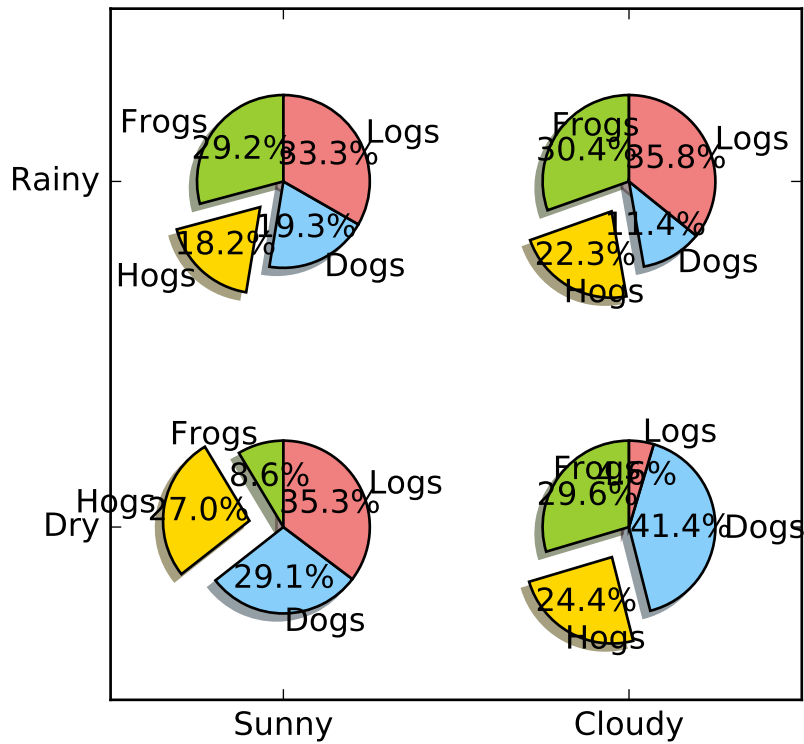 Frogs
Logs
29.2%
33.3%
Rainy
19.3%
18.2%
Dogs
Hogs
Frogs
Logs
30.4%
35.8%
11.4%
22.3%
Dogs
Hogs
Frogs
Logs
8.6%
Hogs
27.0%
35.3%
Dry
29.1%
Dogs
Logs
Frogs
4.6%
29.6%
41.4%
Dogs
24.4%
Hogs
Sunny
Cloudy